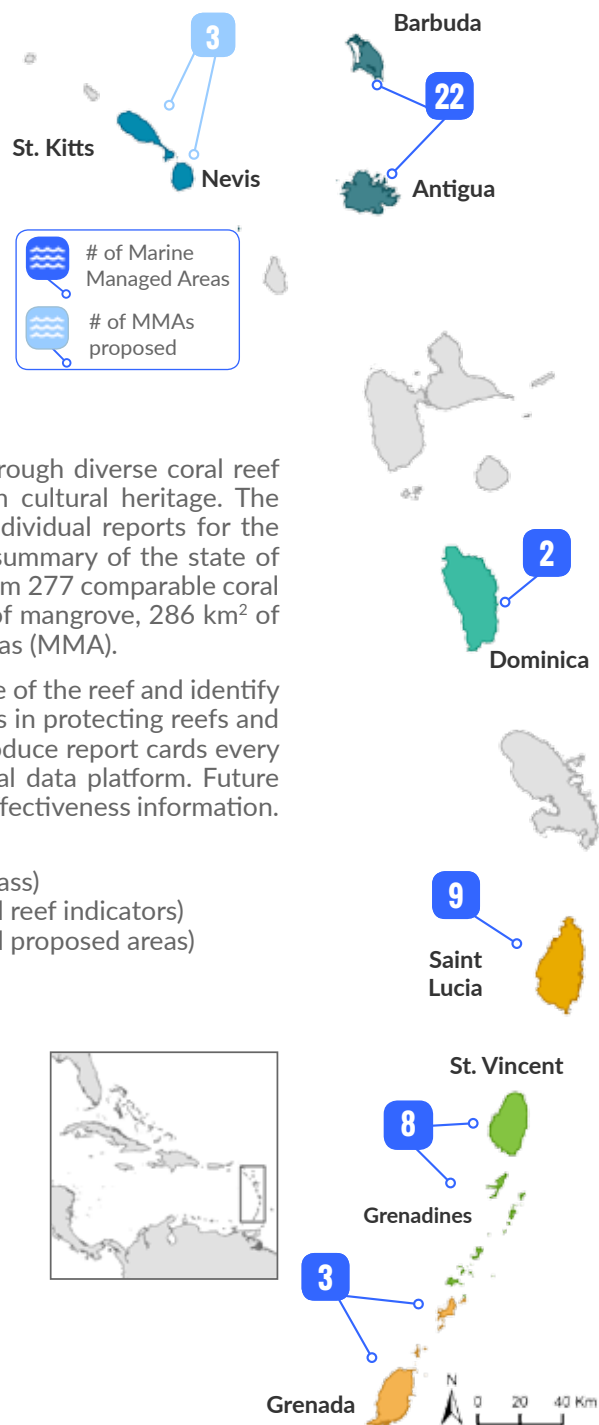 Barbuda
3
22
St. Kitts
Nevis
Antigua
# of Marine
Managed Areas
# of MMAs
proposed
rough diverse coral reef
cultural heritage. The
dividual reports for the
summary of the state of
m 277 comparable coral
of mangrove, 286 km² of
as (MMA).
e of the reef and identify
s in protecting reefs and
oduce report cards every
al data platform. Future
ffectiveness information.
ass)
l reef indicators)
d proposed areas)
2
Dominica
9
Saint
Lucia
St. Vincent
8
Grenadines
3
Grenada
N
0 20 40 Km